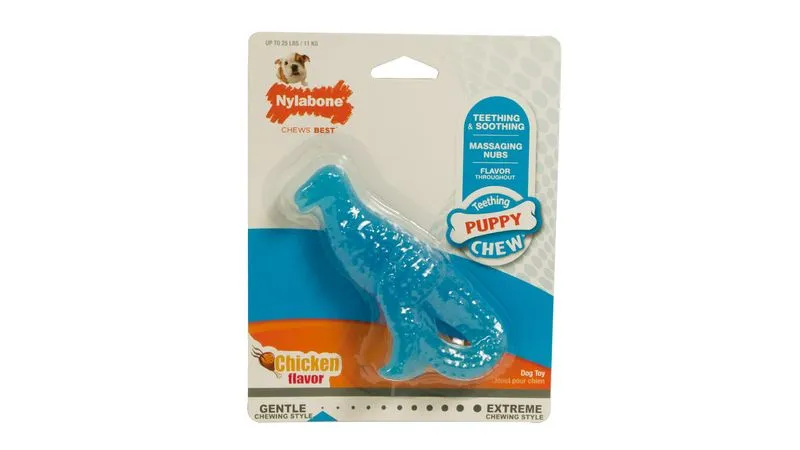 UP TO 25 LBS / 11 KG
Nylabone®
CHEWS BEST™
TEETHING
& SOOTHING
MASSAGING
NUBS
FLAVOR
THROUGHOUT
Teething
PUPPY
CHEW
Chicken
flavor
Dog Toy
Jouet pour chien
GENTLE
CHEWING STYLE
EXTREME
CHEWING STYLE